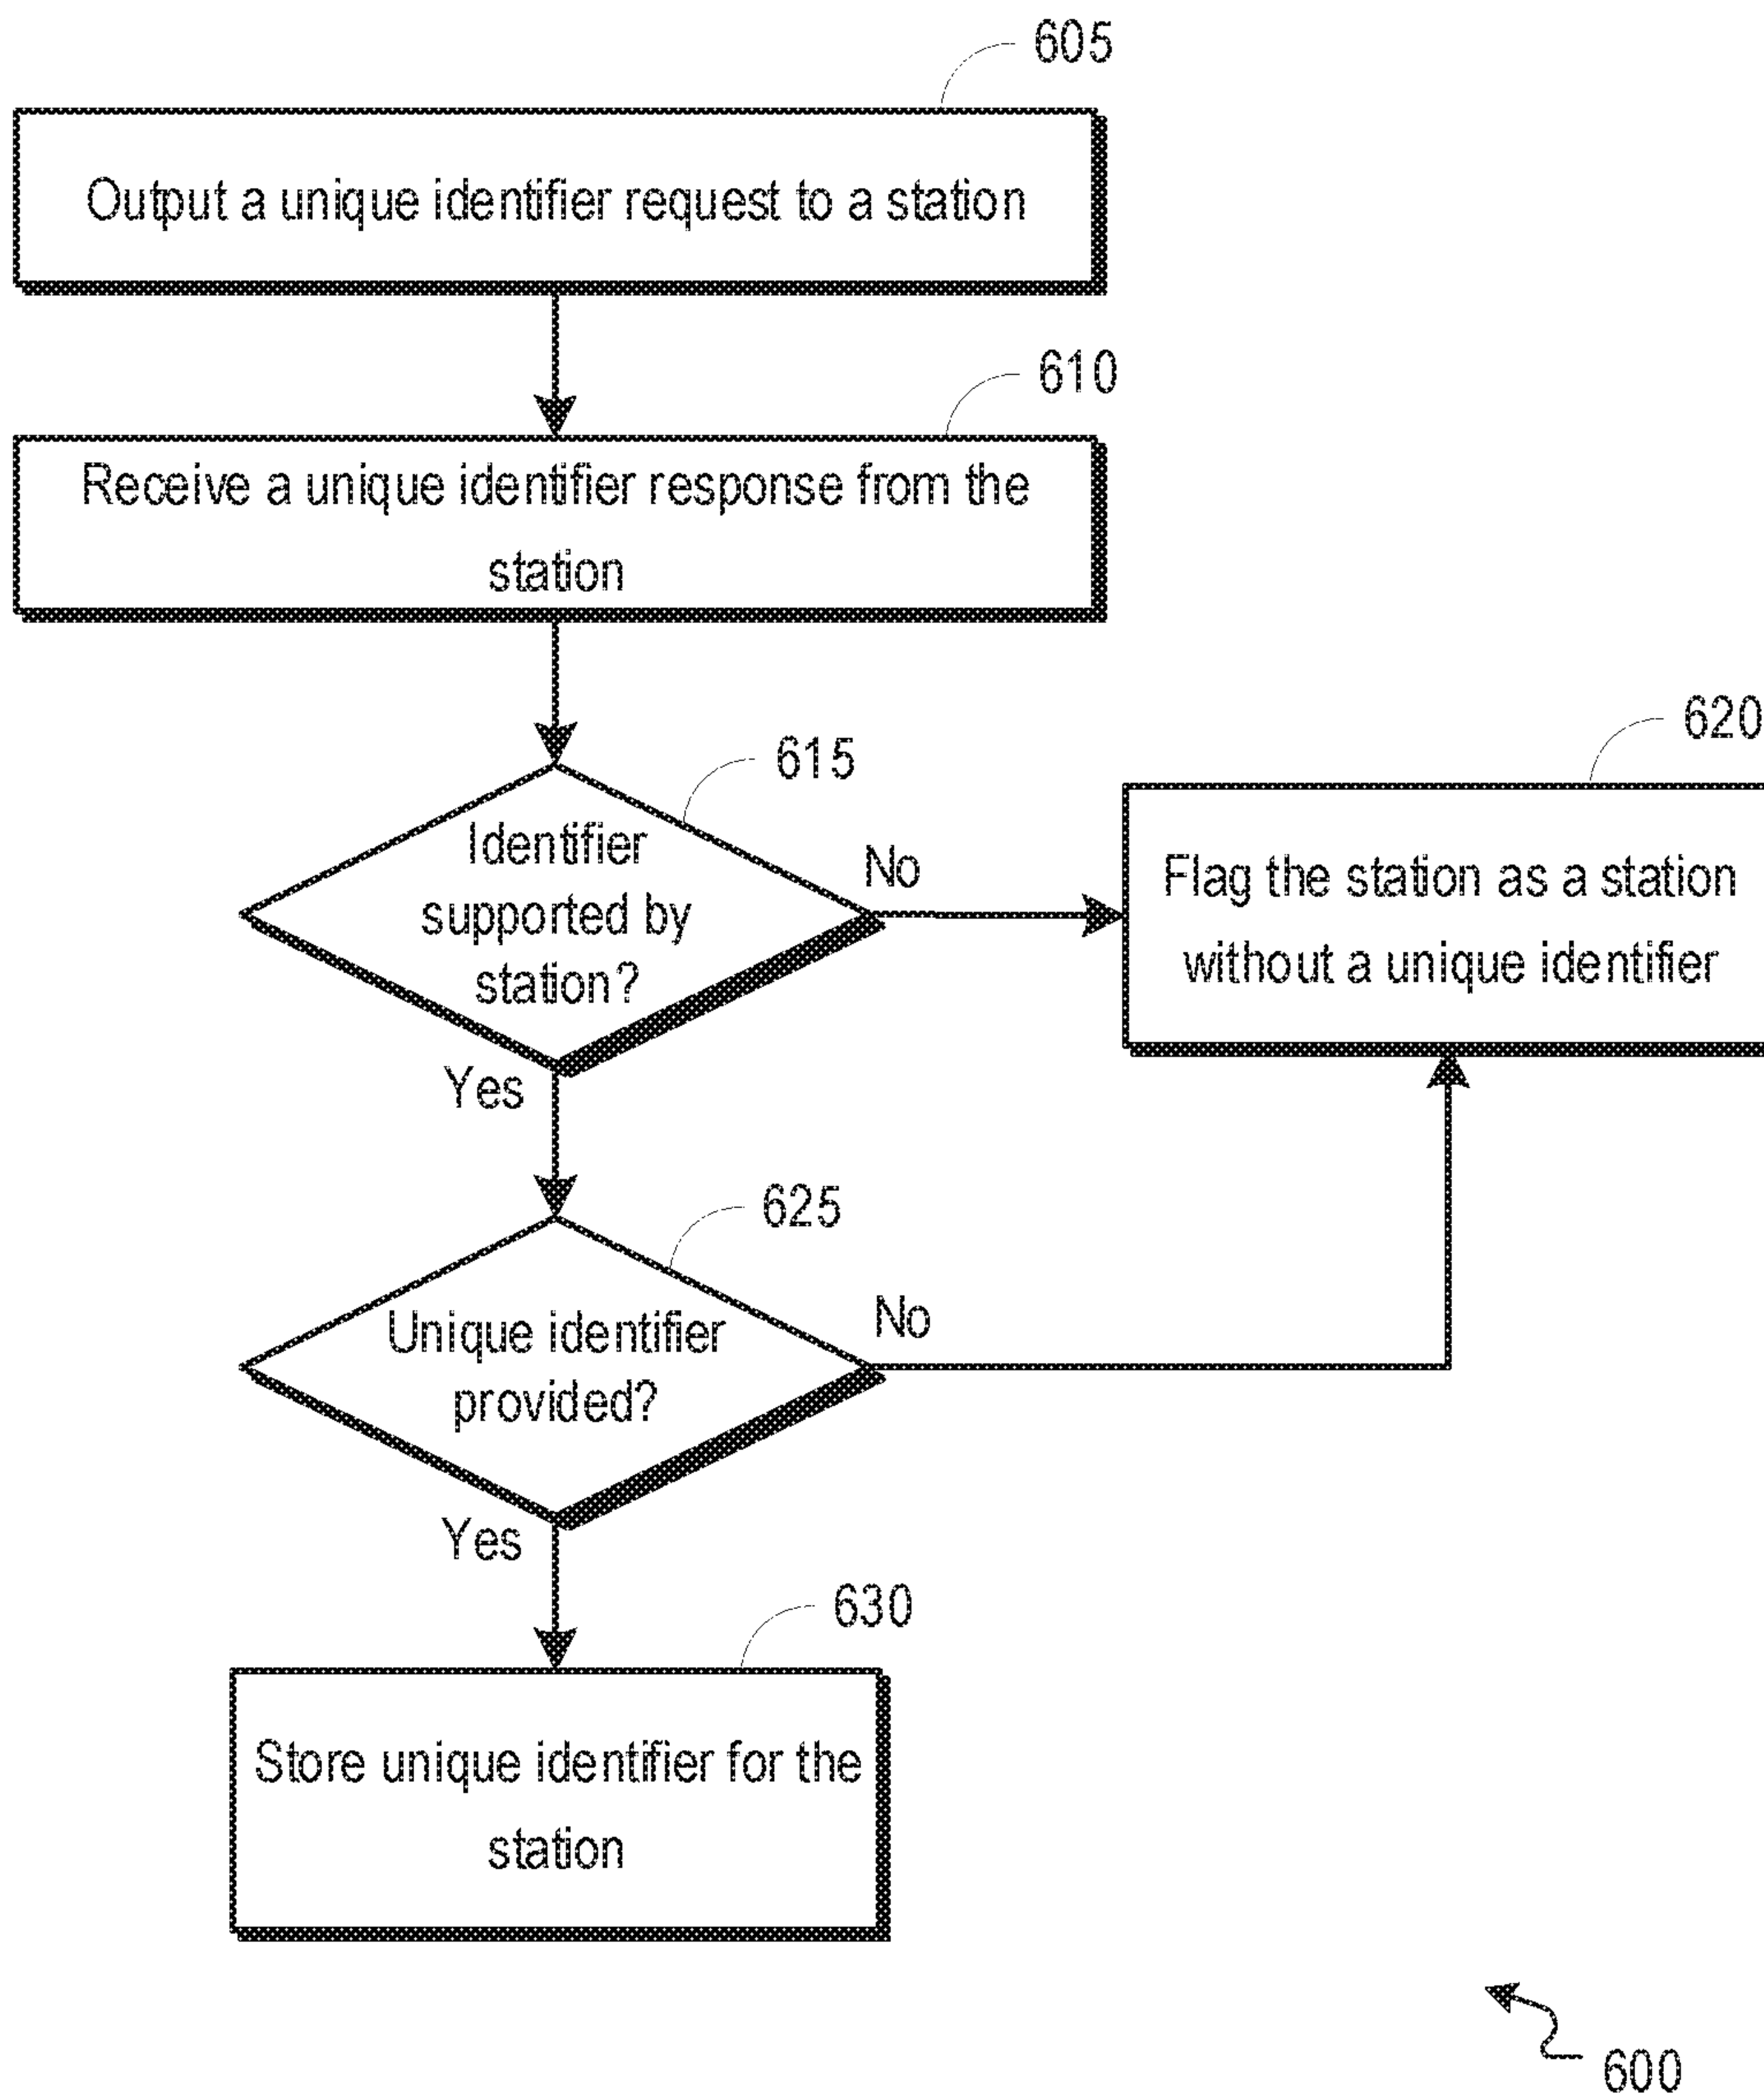 605
Output a unique identifier request to a station
610
Receive a unique identifier response from the
station
615
620
Identifier
supported by
station?
No
Flag the station as a station
without a unique identifier
Yes
625
Unique identifier
provided?
No
Yes
630
Store unique identifier for the
station
600